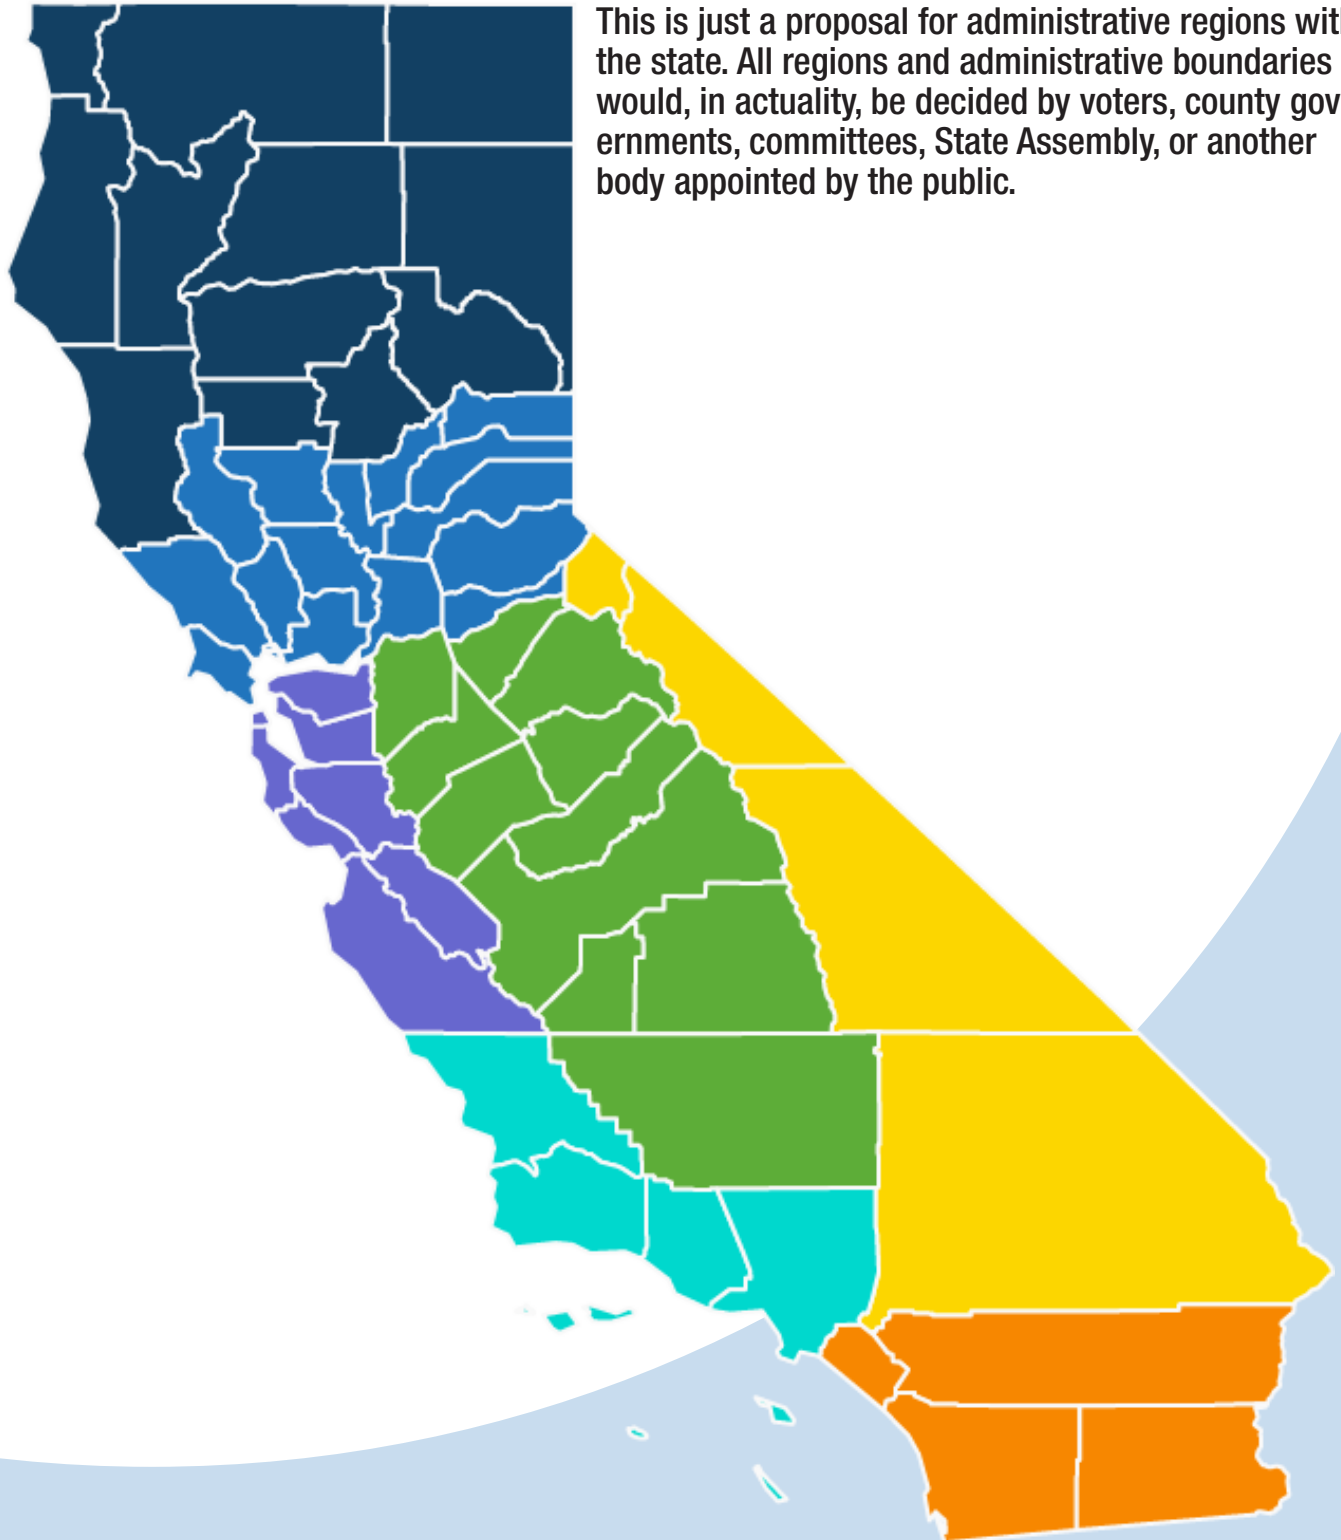 This is just a proposal for administrative regions wit
the state. All regions and administrative boundaries
would, in actuality, be decided by voters, county gov
ernments, committees, State Assembly, or another
body appointed by the public.